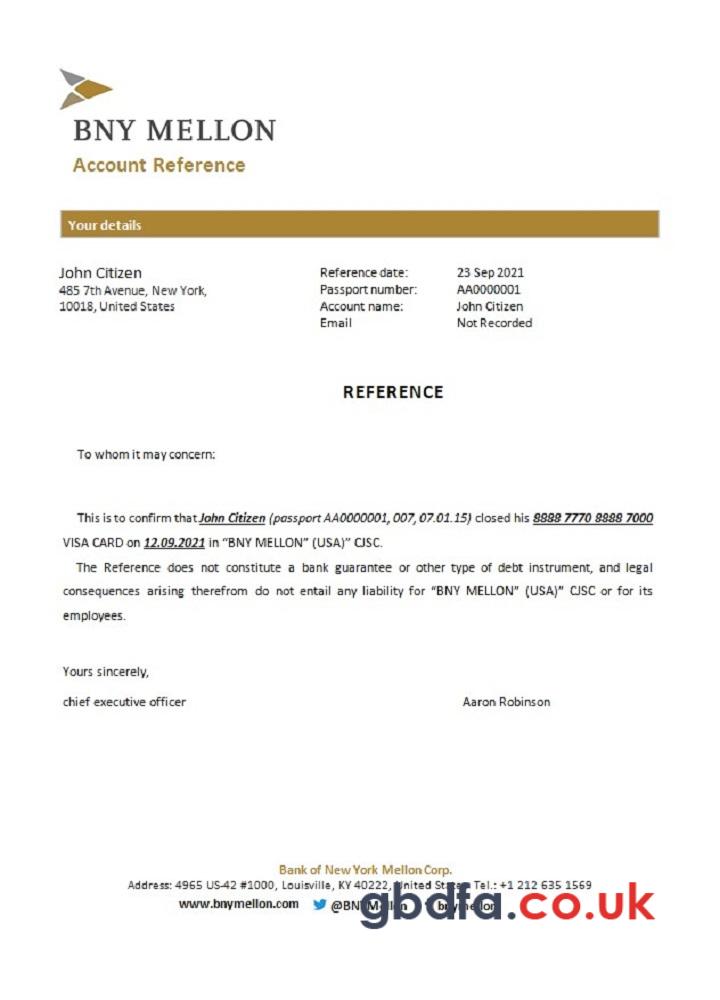 BNY MELLON
Account Reference
Your details
John Citizen
485 7th Avenue, New York,
10018, United States
Reference date: 23 Sep 2021
Passport number: AA0000001
Account name: John Citizen
Email Not Recorded
REFERENCE
To whom it may concern:
This is to confirm that John Citizen (passport AA0000001, 007, 07.01.15) closed his 8888 7770 8888 7000
VISA CARD on 12.09.2021 in “BNY MELLON” (USA)” CJSC.
The Reference does not constitute a bank guarantee or other type of debt instrument, and legal
consequences arising therefrom do not entail any liability for “BNY MELLON” (USA)” CJSC or for its
employees.
Yours sincerely,
chief executive officer Aaron Robinson
Bank of New York Mellon Corp.
Address: 4965 US-42 #1000, Louisville, KY 40222, United States Tel.: +1 212 635 1569
www.bnymellon.com @BNYMellon bnymellon
gbdfa.co.uk